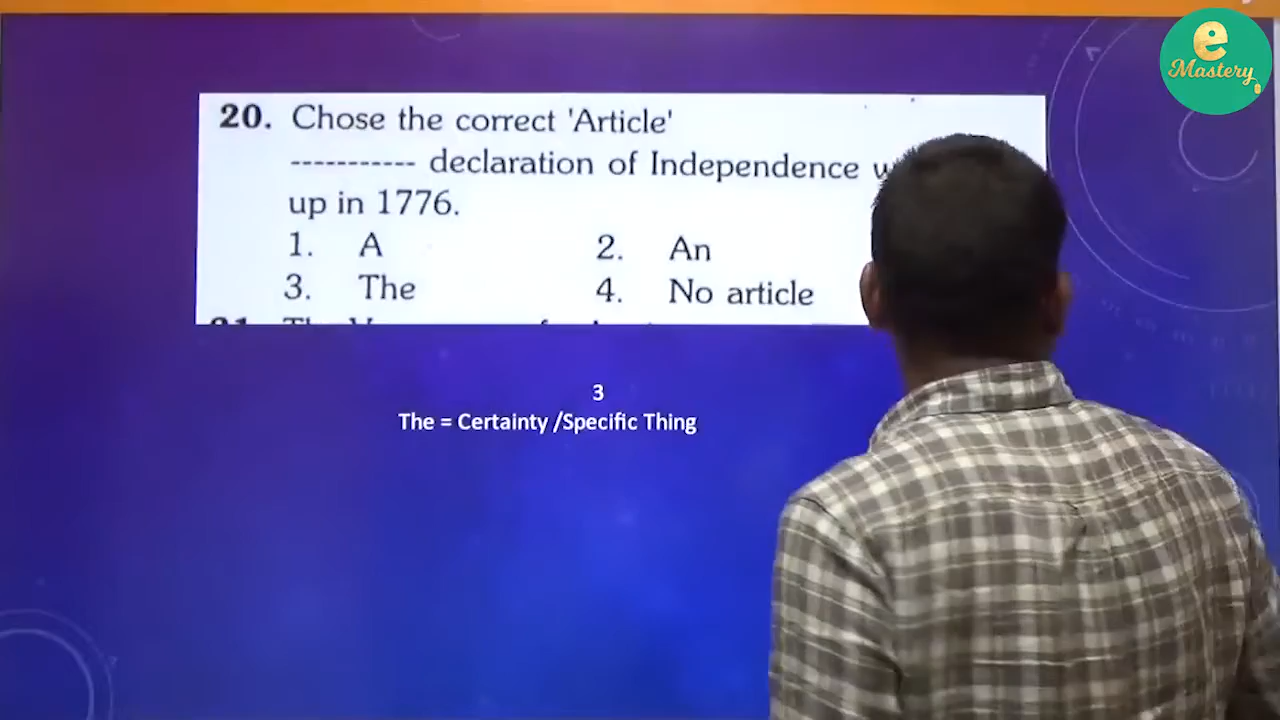 e
Mastery
20. Chose the correct 'Article'
----------- declaration of Independence
up in 1776.
1. A 2. An
3. The 4. No article
3
The = Certainty /Specific Thing